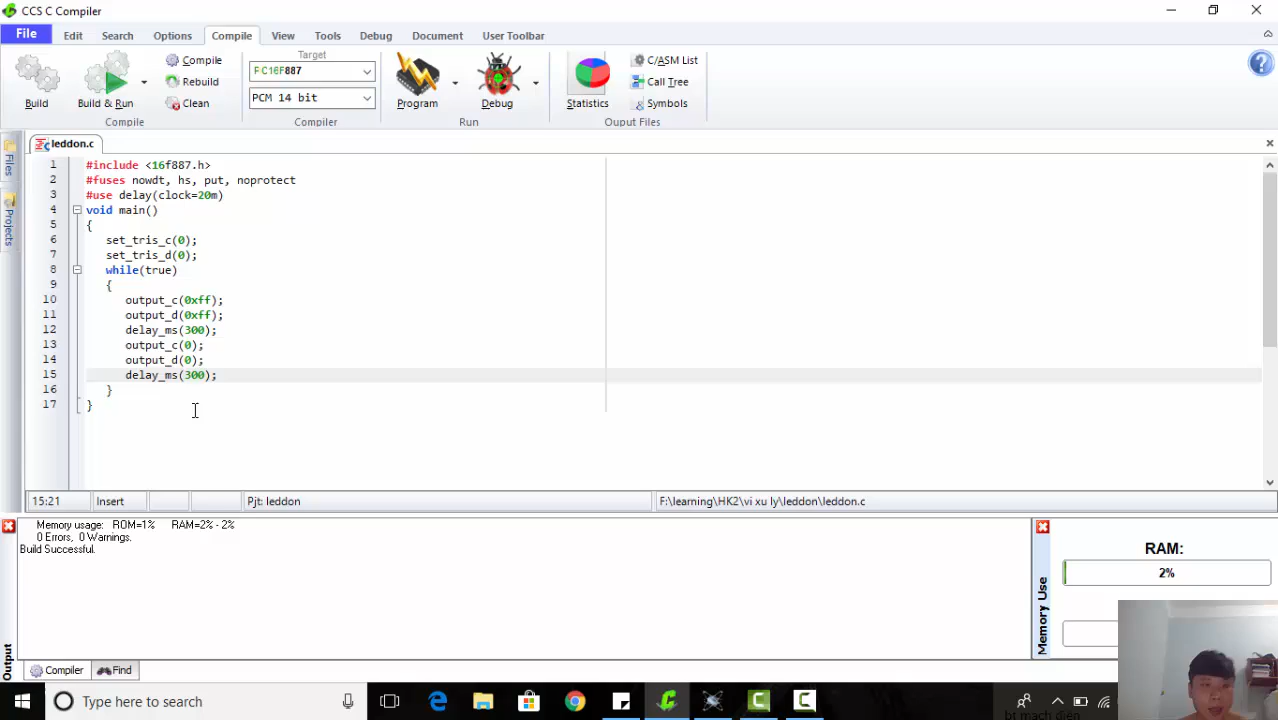 CCS C Compiler
File Edit Search Options Compile View Tools Debug Document User Toolbar
Build
Build & Run
Compile
Rebuild
Clean
Compile
Target
PIC16F887
PCM 14 bit
Compiler
Program
Debug
Run
Statistics
C/ASM List
Call Tree
Symbols
Ouput Files
Files
Projects
leddon.c
1 #include <16f887.h>
2 #fuses nowdt, hs, put, noprotect
3 #use delay(clock=20m)
4 void main()
5 {
6 set_tris_c(0);
7 set_tris_d(0);
8 while(true)
9 {
10 output_c(0xff);
11 output_d(0xff);
12 delay_ms(300);
13 output_c(0);
14 output_d(0);
15 delay_ms(300);
16 }
17 }
15:21 Insert Pjt: leddon F:\learning\HK2\vi xu ly\leddon\leddon.c
Memory usage: ROM=1% RAM=2% - 2%
0 Errors, 0 Warnings.
Build Successful.
Output
Compiler Find
Memory Use
RAM:
2%
Type here to search
bt mach dien